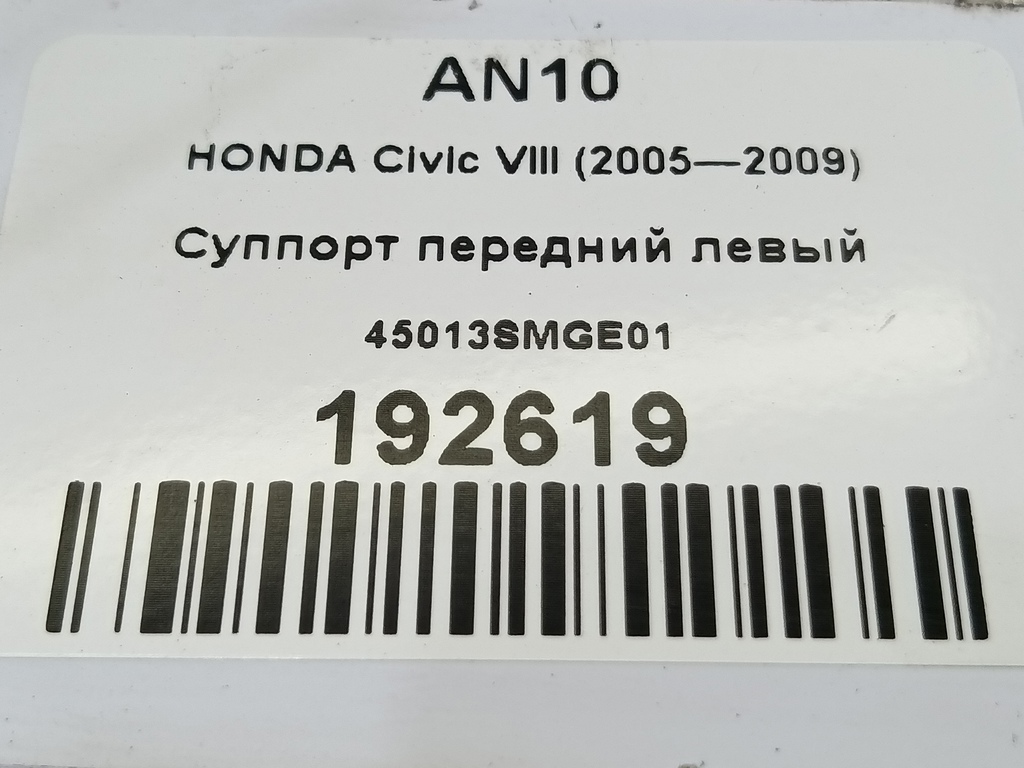 AN10
HONDA Civic VIII (2005—2009)
Суппорт передний левый
45013SMGE01
192619